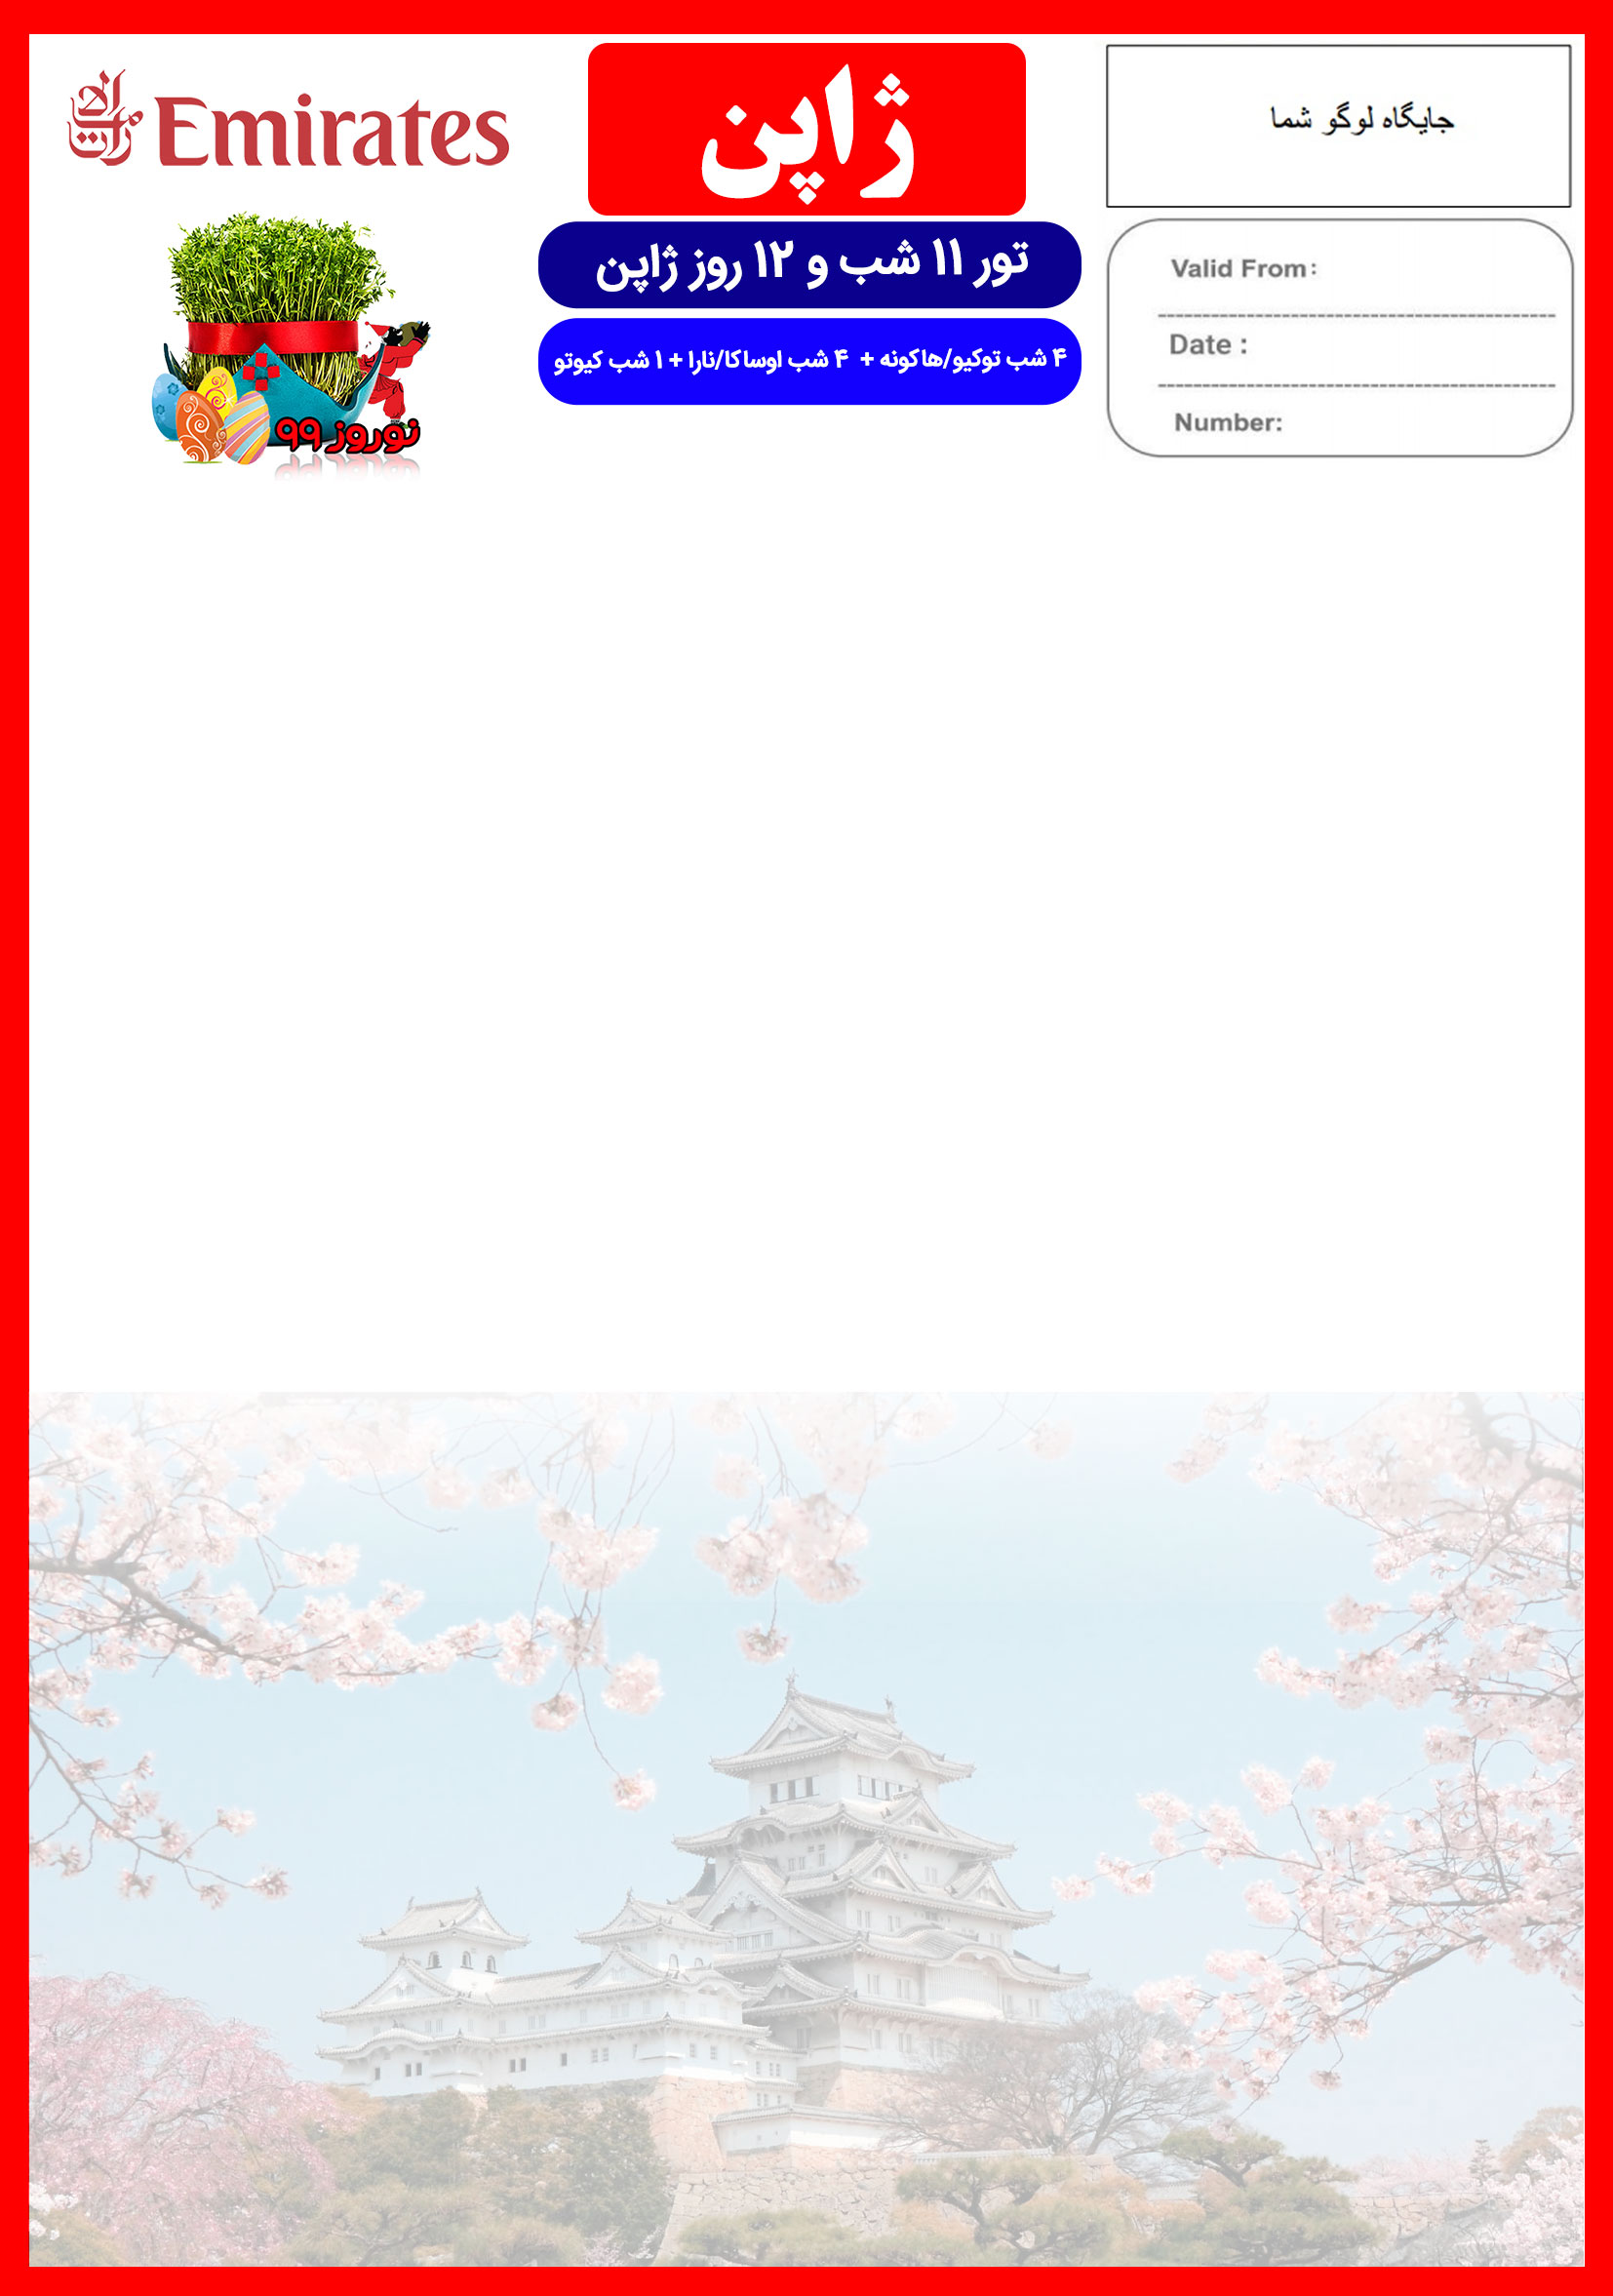 امارات Emirates
ژاپن
جایگاه لوگو شما
تور ۱۱ شب و ۱۲ روز ژاپن
۴ شب توکیو/هاکونه + ۴ شب اوساکا/نارا + ۱ شب کیوتو
Valid From:
Date :
Number:
نوروز ۹۹